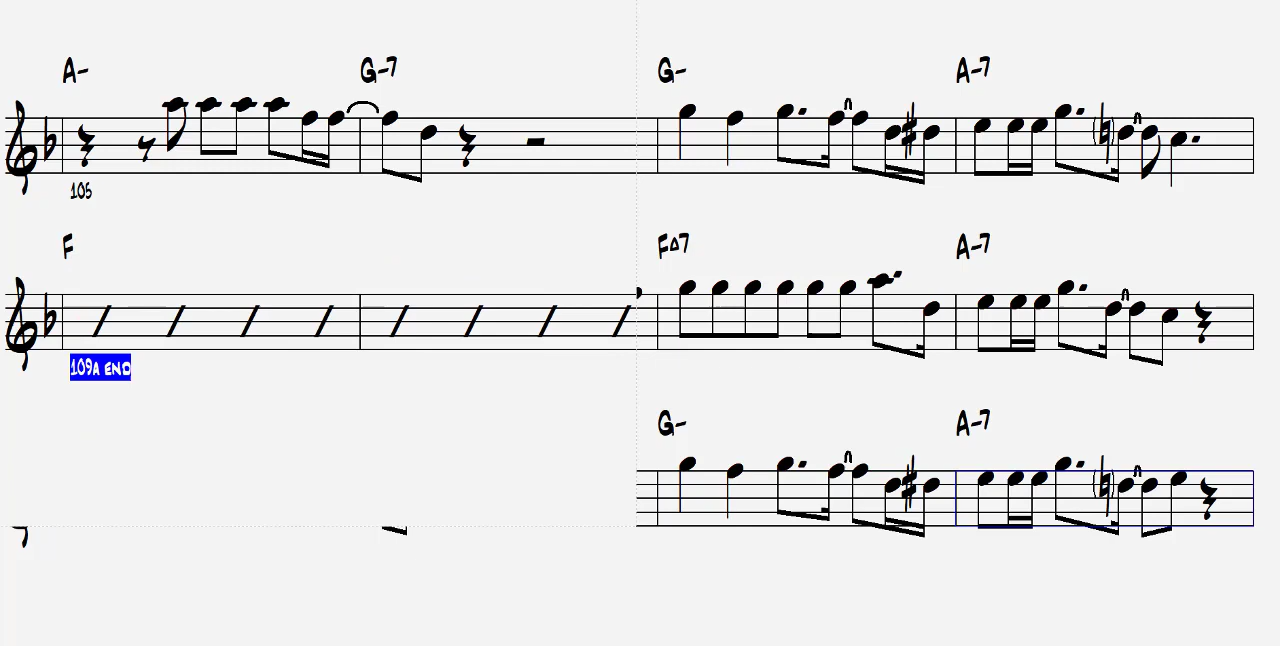 A- G-7 G- A-7
105
F F△7 A-7
109A END
G- A-7